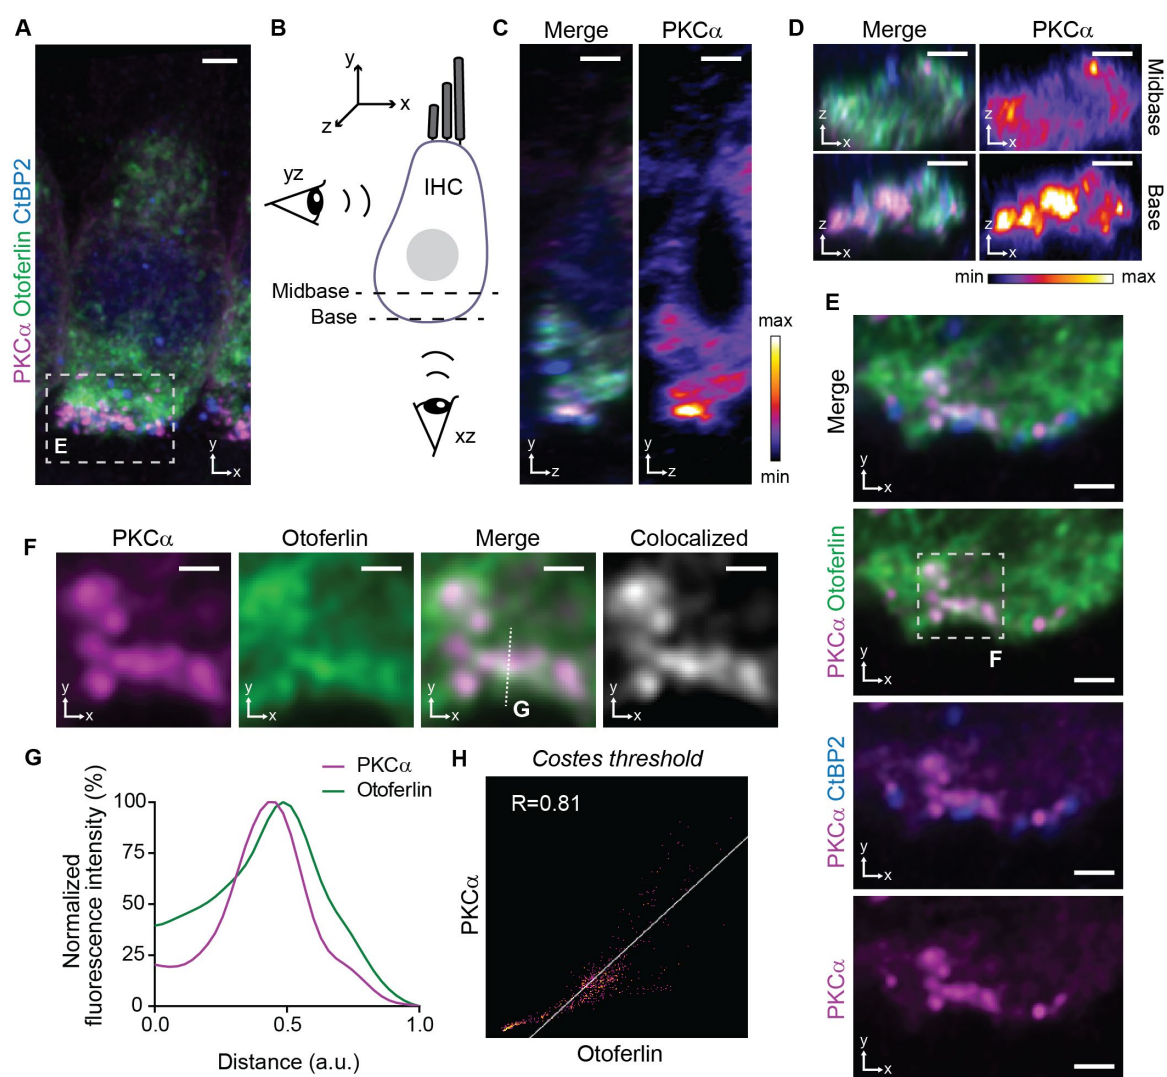 A
PKCα Otoferlin CtBP2
E
y
x
B
y
x
z
yz
IHC
Midbase
Base
xz
C
Merge
PKCα
y
z
y
z
max
min
D
Merge
PKCα
Midbase
z
x
z
x
Base
z
x
z
x
min
max
E
Merge
y
x
PKCα Otoferlin
F
y
x
PKCα CtBP2
y
x
PKCα
y
x
F
PKCα
Otoferlin
Merge
Colocalized
y
x
y
x
y
x
G
y
x
G
PKCα
Otoferlin
Normalized
fluorescence intensity (%)
100
75
50
25
0
0.0
0.5
1.0
Distance (a.u.)
H
Costes threshold
R=0.81
PKCα
Otoferlin